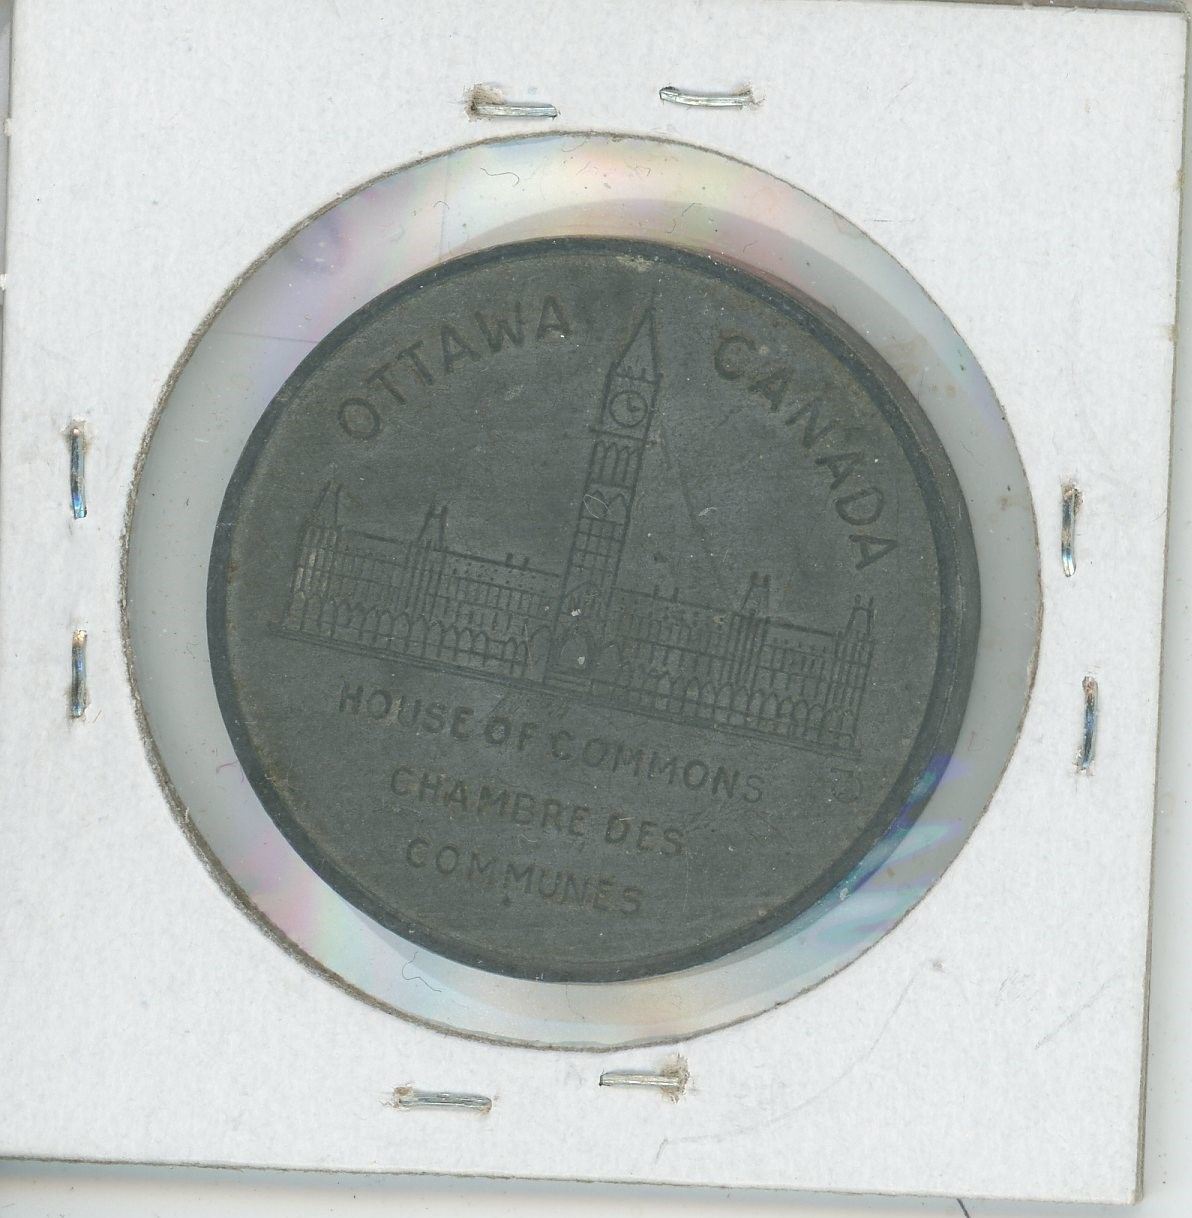 OTTAWA CANADA
HOUSE OF COMMONS
CHAMBRE DES
COMMUNES